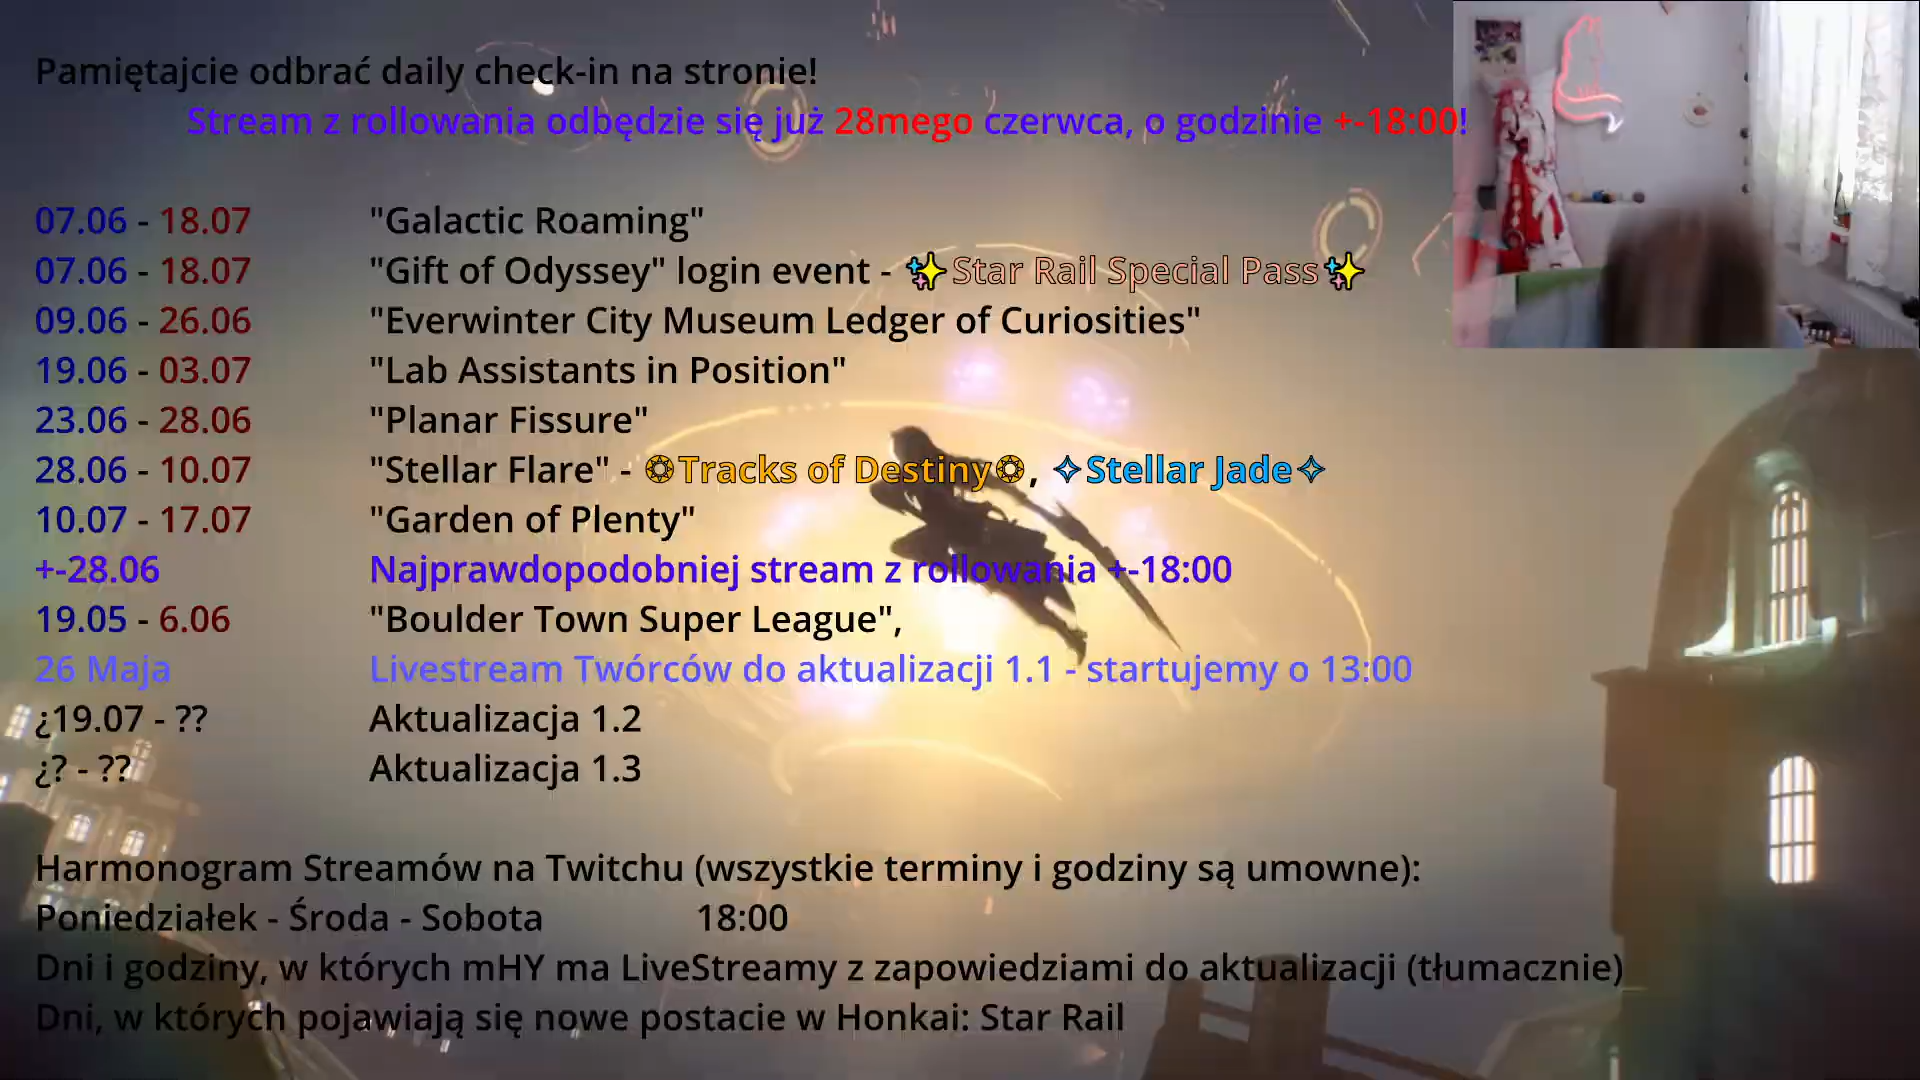 Pamiętajcie odbrać daily check-in na stronie!
Stream z rollowania odbędzie się już 28mego czerwca, o godzinie +-18:00!
07.06 - 18.07 "Galactic Roaming"
07.06 - 18.07 "Gift of Odyssey" login event - ✨Star Rail Special Pass✨
09.06 - 26.06 "Everwinter City Museum Ledger of Curiosities"
19.06 - 03.07 "Lab Assistants in Position"
23.06 - 28.06 "Planar Fissure"
28.06 - 10.07 "Stellar Flare" - ❂Tracks of Destiny❂, ✧Stellar Jade✧
10.07 - 17.07 "Garden of Plenty"
+-28.06 Najprawdopodobniej stream z rollowania +-18:00
19.05 - 6.06 "Boulder Town Super League",
26 Maja Livestream Twórców do aktualizacji 1.1 - startujemy o 13:00
¿19.07 - ?? Aktualizacja 1.2
¿? - ?? Aktualizacja 1.3
Harmonogram Streamów na Twitchu (wszystkie terminy i godziny są umowne):
Poniedziałek - Środa - Sobota 18:00
Dni i godziny, w których mHY ma LiveStreamy z zapowiedziami do aktualizacji (tłumacznie)
Dni, w których pojawiają się nowe postacie w Honkai: Star Rail